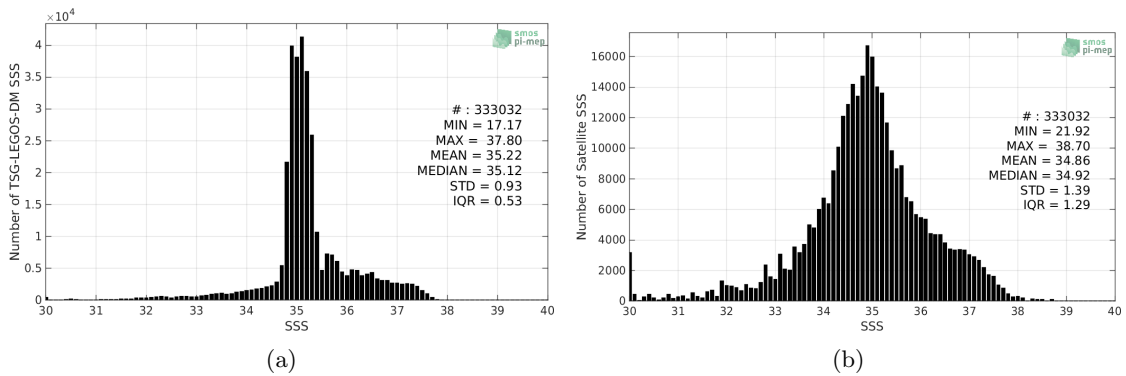 ×10⁴
4
3.5
3
2.5
2
1.5
1
0.5
0
Number of TSG-LEGOS-DM SSS
smos
pi-mep
# : 333032
MIN = 17.17
MAX = 37.80
MEAN = 35.22
MEDIAN = 35.12
STD = 0.93
IQR = 0.53
30 31 32 33 34 35 36 37 38 39 40
SSS
(a)
16000
14000
12000
10000
8000
6000
4000
2000
0
Number of Satellite SSS
smos
pi-mep
# : 333032
MIN = 21.92
MAX = 38.70
MEAN = 34.86
MEDIAN = 34.92
STD = 1.39
IQR = 1.29
30 31 32 33 34 35 36 37 38 39 40
SSS
(b)